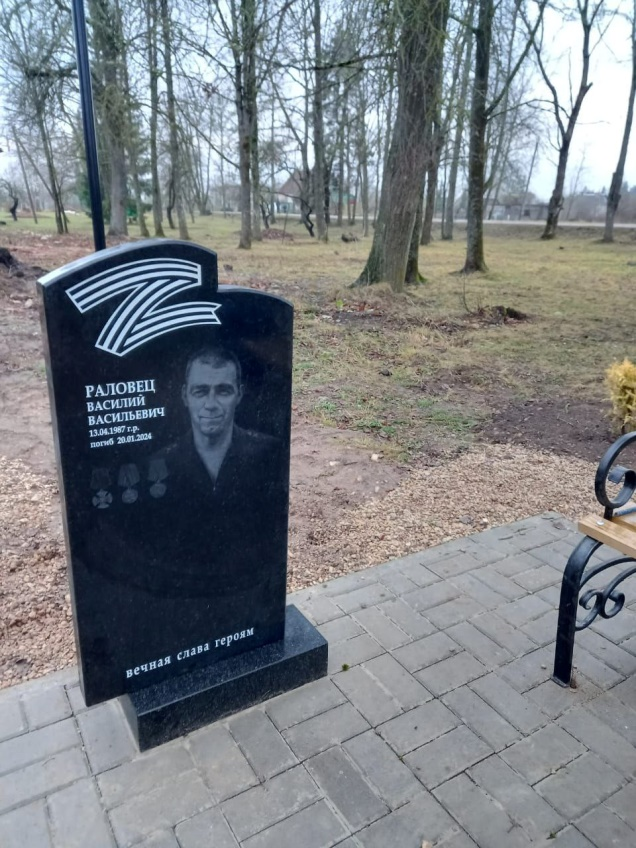 Z
РАЛОВЕЦ
ВАСИЛИЙ
ВАСИЛЬЕВИЧ
13.04.1987 г.р.
погиб 20.01.2024
вечная слава героям